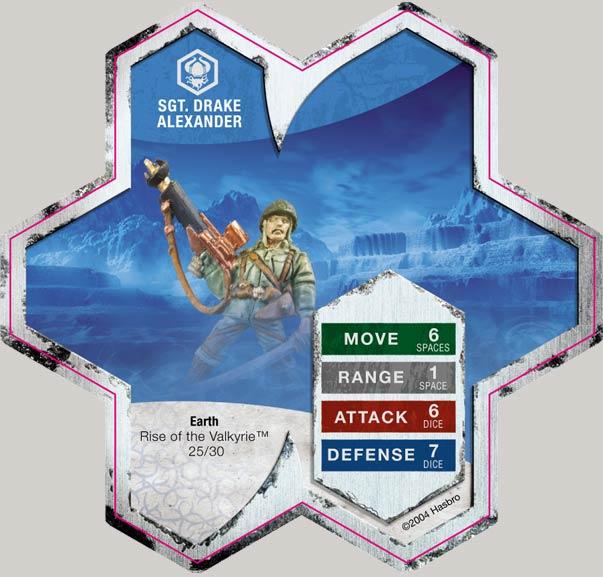 SGT. DRAKE
ALEXANDER
MOVE 6 SPACES
RANGE 1 SPACE
ATTACK 6 DICE
DEFENSE 7 DICE
Earth
Rise of the Valkyrie™
25/30
©2004 Hasbro